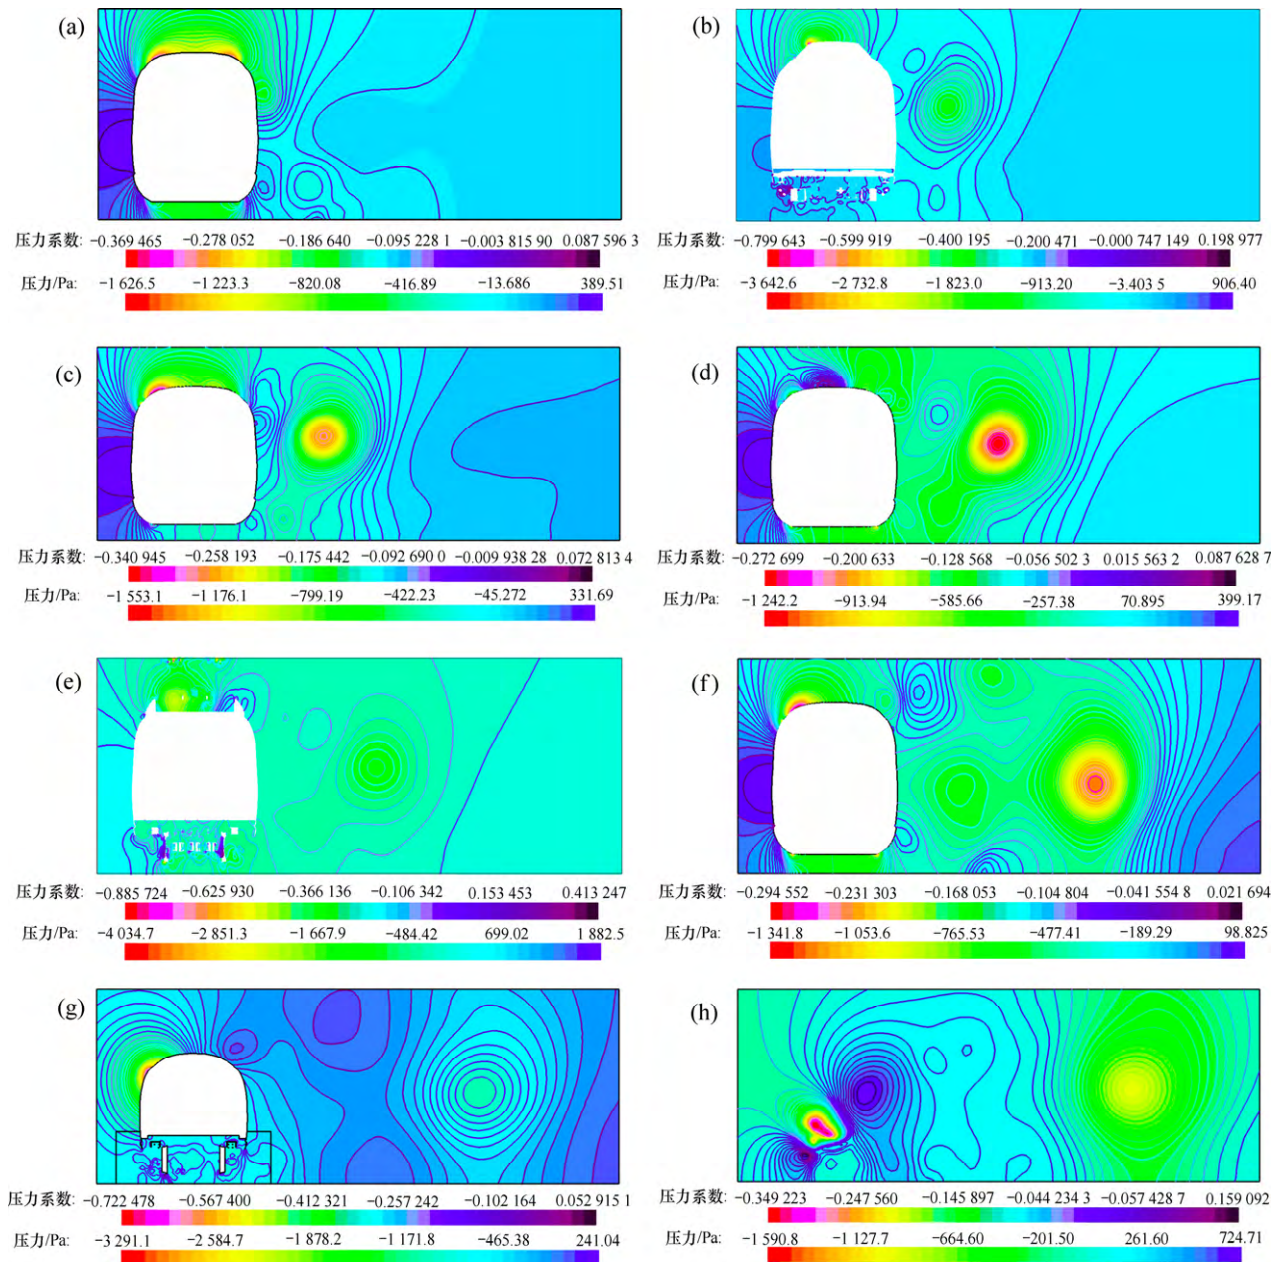 (a)
压力系数: −0.369 465 −0.278 052 −0.186 640 −0.095 228 1 −0.003 815 90 0.087 596 3
压力/Pa: −1 626.5 −1 223.3 −820.08 −416.89 −13.686 389.51
(b)
压力系数: −0.799 643 −0.599 919 −0.400 195 −0.200 471 −0.000 747 149 0.198 977
压力/Pa: −3 642.6 −2 732.8 −1 823.0 −913.20 −3.403 5 906.40
(c)
压力系数: −0.340 945 −0.258 193 −0.175 442 −0.092 690 0 −0.009 938 28 0.072 813 4
压力/Pa: −1 553.1 −1 176.1 −799.19 −422.23 −45.272 331.69
(d)
压力系数: −0.272 699 −0.200 633 −0.128 568 −0.056 502 3 0.015 563 2 0.087 628 7
压力/Pa: −1 242.2 −913.94 −585.66 −257.38 70.895 399.17
(e)
压力系数: −0.885 724 −0.625 930 −0.366 136 −0.106 342 0.153 453 0.413 247
压力/Pa: −4 034.7 −2 851.3 −1 667.9 −484.42 699.02 1 882.5
(f)
压力系数: −0.294 552 −0.231 303 −0.168 053 −0.104 804 −0.041 554 8 0.021 694
压力/Pa: −1 341.8 −1 053.6 −765.53 −477.41 −189.29 98.825
(g)
压力系数: −0.722 478 −0.567 400 −0.412 321 −0.257 242 −0.102 164 0.052 915 1
压力/Pa: −3 291.1 −2 584.7 −1 878.2 −1 171.8 −465.38 241.04
(h)
压力系数: −0.349 223 −0.247 560 −0.145 897 −0.044 234 3 −0.057 428 7 0.159 092
压力/Pa: −1 590.8 −1 127.7 −664.60 −201.50 261.60 724.71